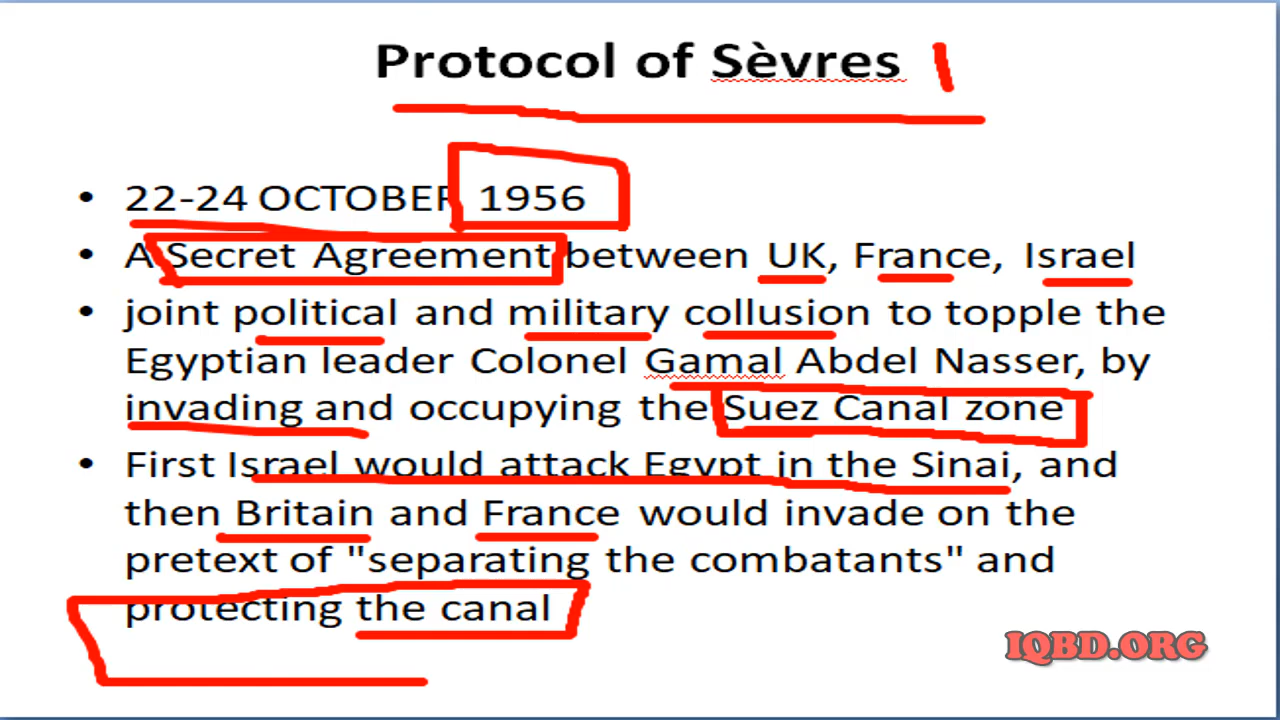 Protocol of Sèvres
• 22-24 OCTOBER 1956
• A Secret Agreement between UK, France, Israel
• joint political and military collusion to topple the
Egyptian leader Colonel Gamal Abdel Nasser, by
invading and occupying the Suez Canal zone
• First Israel would attack Egypt in the Sinai, and
then Britain and France would invade on the
pretext of "separating the combatants" and
protecting the canal
IQBD.ORG